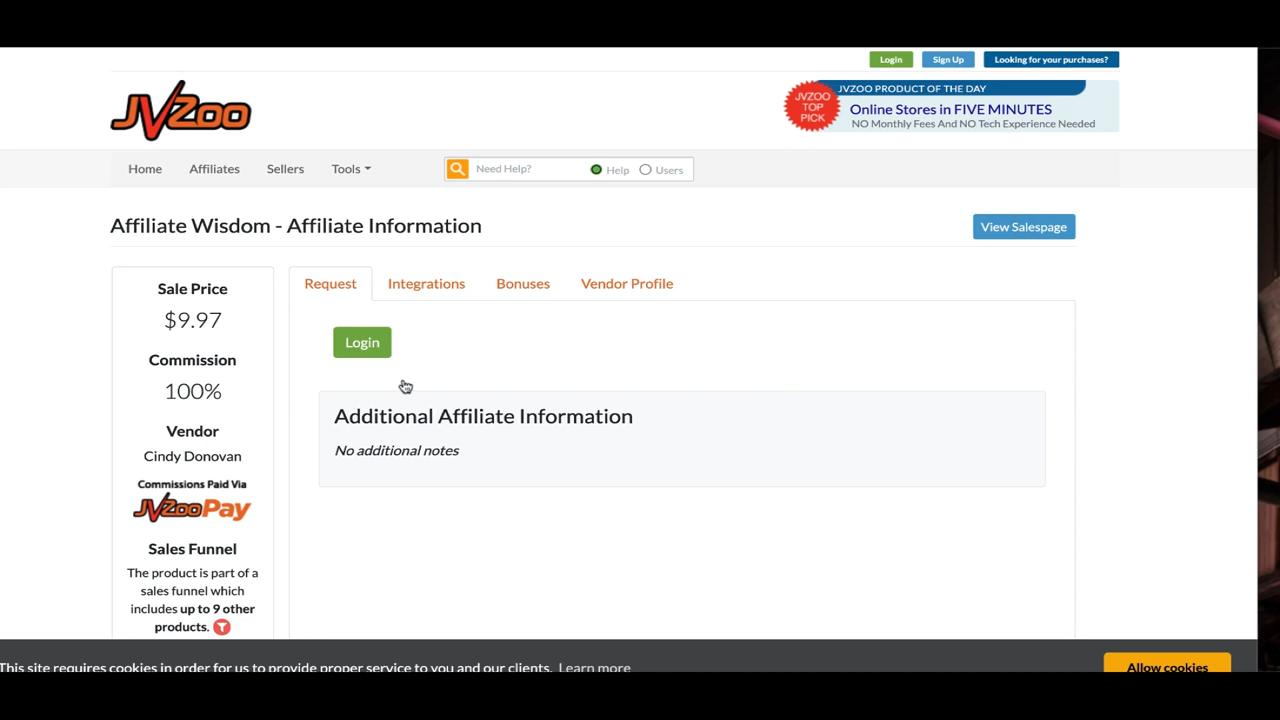 Login
Sign Up
Looking for your purchases?
JVZoo
JVZOO
TOP
PICK
JVZOO PRODUCT OF THE DAY
Online Stores in FIVE MINUTES
NO Monthly Fees And NO Tech Experience Needed
Home
Affiliates
Sellers
Tools
Need Help?
Help
Users
Affiliate Wisdom - Affiliate Information
View Salespage
Sale Price
$9.97
Commission
100%
Vendor
Cindy Donovan
Commissions Paid Via
JVZooPay
Sales Funnel
The product is part of a
sales funnel which
includes up to 9 other
products.
Request
Integrations
Bonuses
Vendor Profile
Login
Additional Affiliate Information
No additional notes
This site requires cookies in order for us to provide proper service to you and our clients. Learn more
Allow cookies